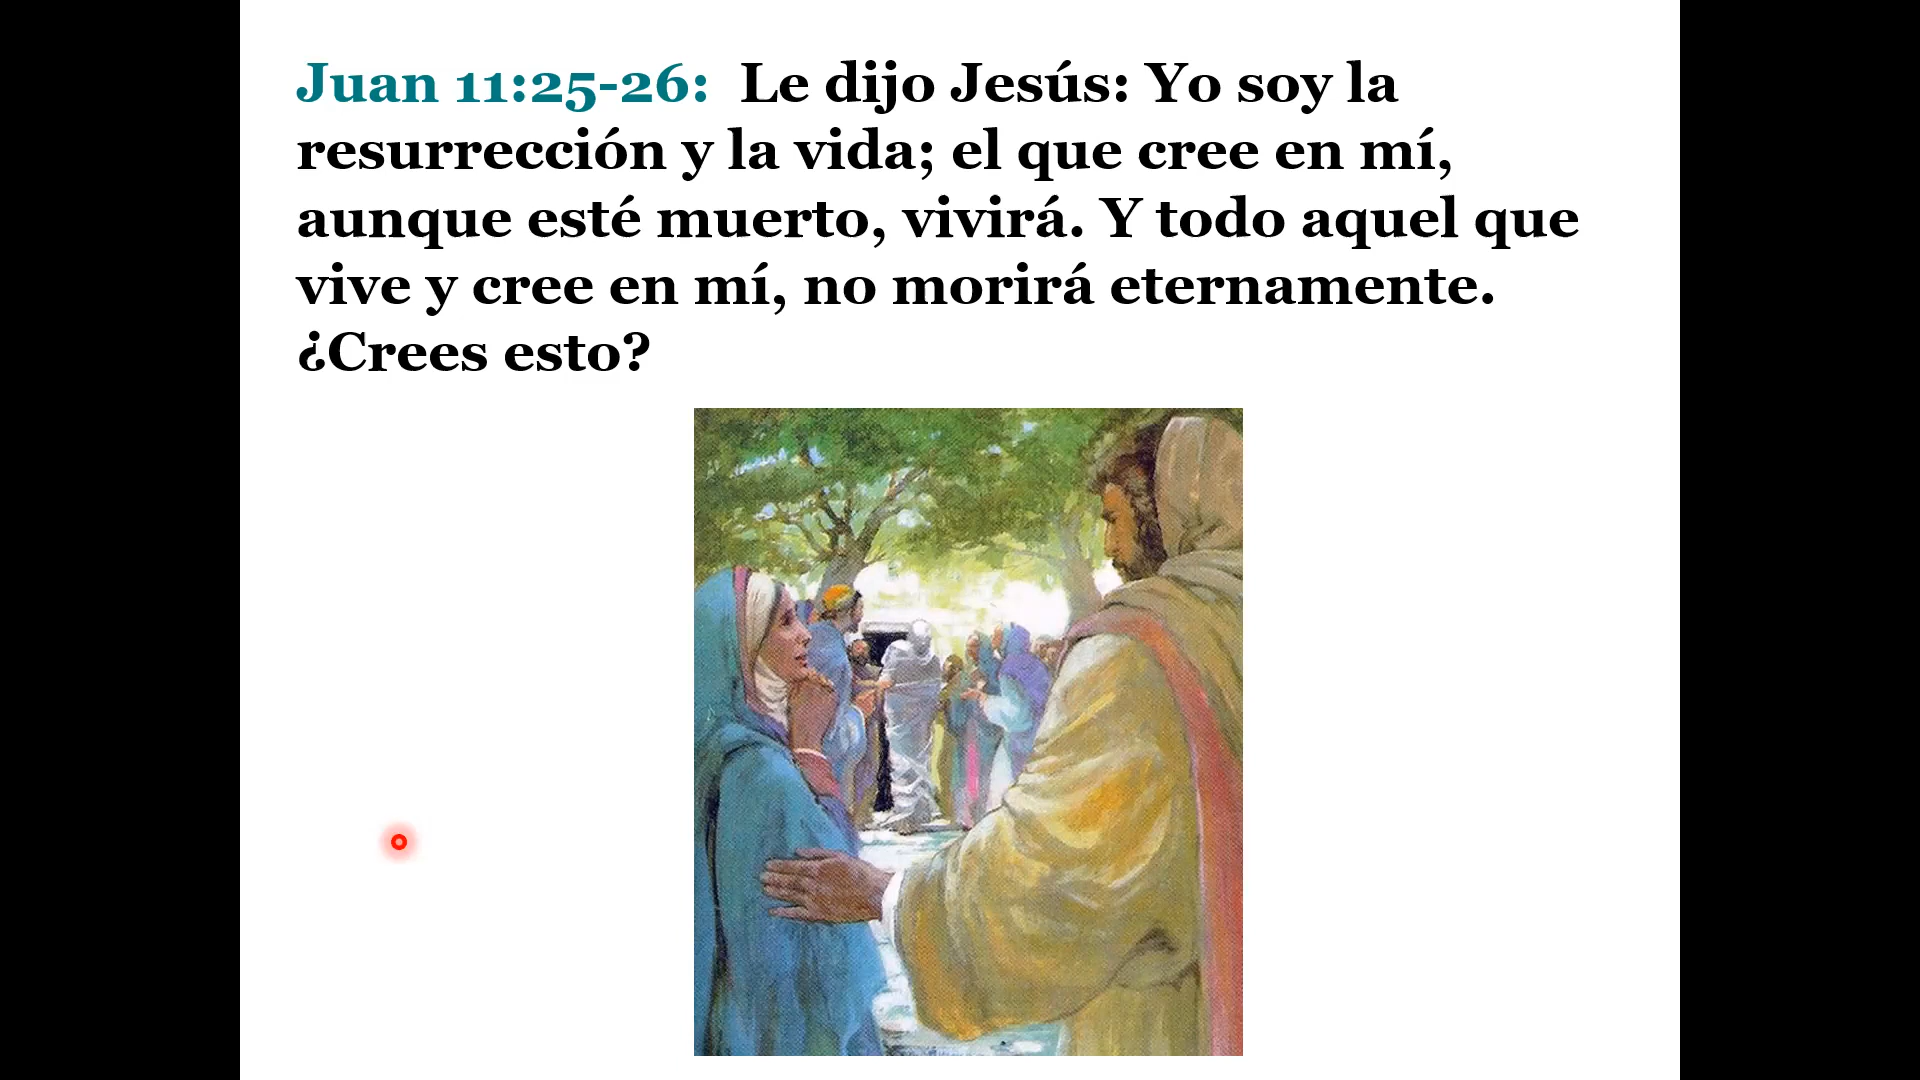 Juan 11:25-26: Le dijo Jesús: Yo soy la
resurrección y la vida; el que cree en mí,
aunque esté muerto, vivirá. Y todo aquel que
vive y cree en mí, no morirá eternamente.
¿Crees esto?